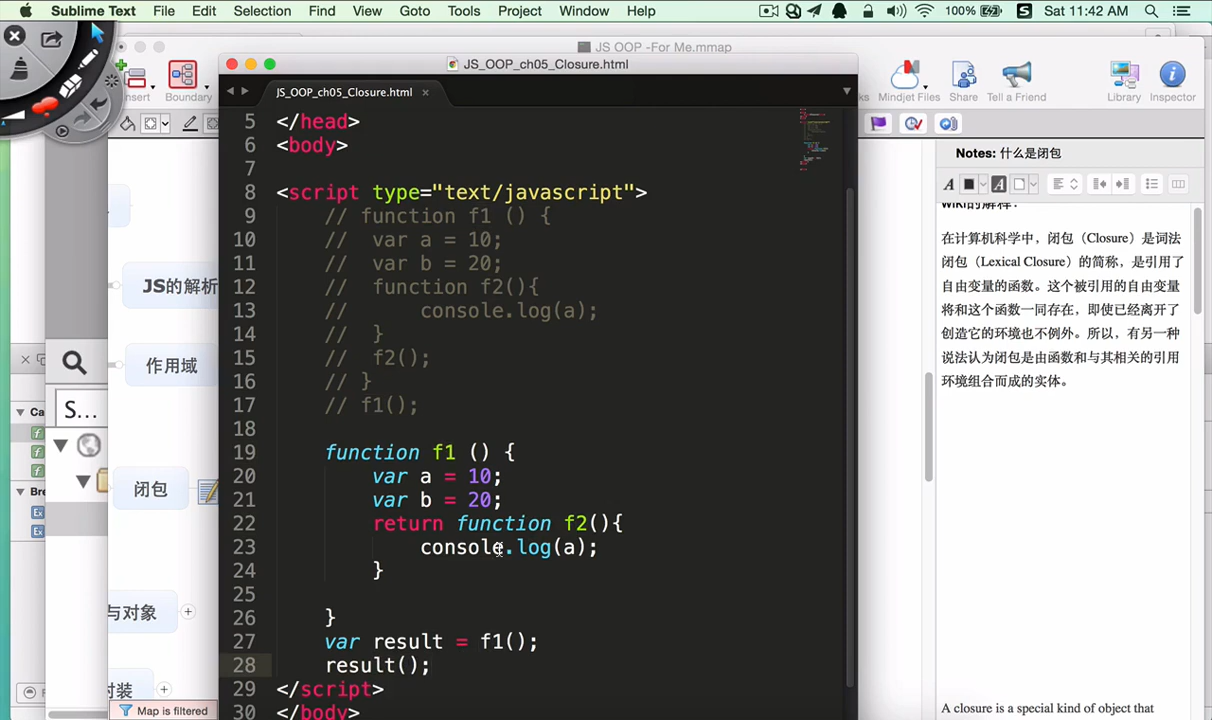 Sublime Text File Edit Selection Find View Goto Tools Project Window Help 100% Sat 11:42 AM
JS OOP -For Me.mmap
JS_OOP_ch05_Closure.html
JS_OOP_ch05_Closure.html
Boundary
Mindjet Files
Share
Tell a Friend
Library
Inspector
5 </head>
6 <body>
7
8 <script type="text/javascript">
9 // function f1 () {
10 // var a = 10;
11 // var b = 20;
12 // function f2(){
13 // console.log(a);
14 // }
15 // f2();
16 // }
17 // f1();
18
19 function f1 () {
20 var a = 10;
21 var b = 20;
22 return function f2(){
23 console.log(a);
24 }
25
26 }
27 var result = f1();
28 result();
29 </script>
30 </body>
JS的解析
作用域
S...
闭包
与对象
封装
Map is filtered
Notes: 什么是闭包
wiki的解释:
在计算机科学中，闭包（Closure）是词法
闭包（Lexical Closure）的简称，是引用了
自由变量的函数。这个被引用的自由变量
将和这个函数一同存在，即使已经离开了
创造它的环境也不例外。所以，有另一种
说法认为闭包是由函数和与其相关的引用
环境组合而成的实体。
A closure is a special kind of object that